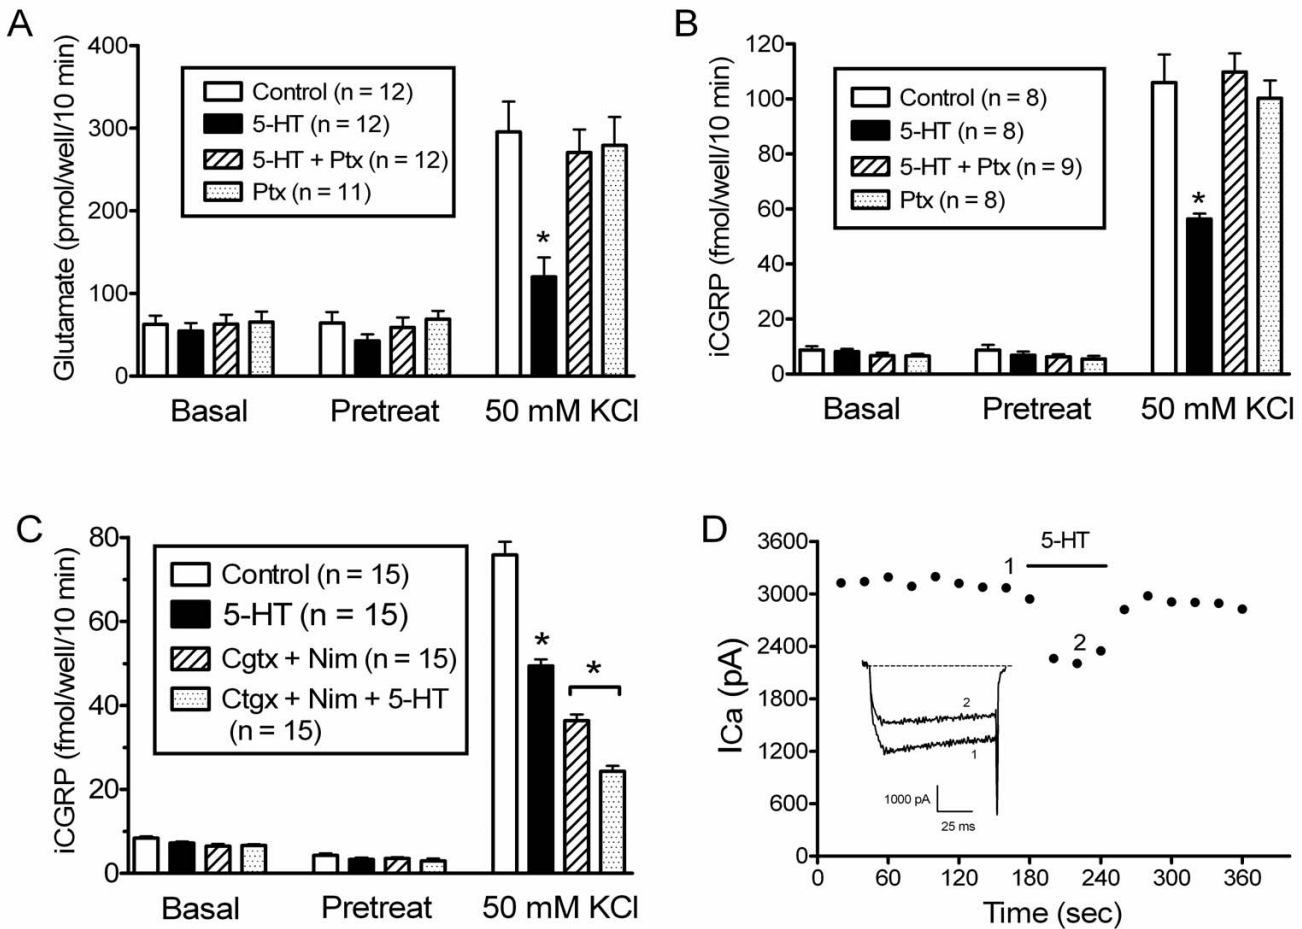 A
Glutamate (pmol/well/10 min)
400
300
200
100
0
Control (n = 12)
5-HT (n = 12)
5-HT + Ptx (n = 12)
Ptx (n = 11)
*
Basal
Pretreat
50 mM KCl
B
iCGRP (fmol/well/10 min)
120
100
80
60
40
20
0
Control (n = 8)
5-HT (n = 8)
5-HT + Ptx (n = 9)
Ptx (n = 8)
*
Basal
Pretreat
50 mM KCl
C
iCGRP (fmol/well/10 min)
80
60
40
20
0
Control (n = 15)
5-HT (n = 15)
Cgtx + Nim (n = 15)
Ctgx + Nim + 5-HT
(n = 15)
*
*
Basal
Pretreat
50 mM KCl
D
ICa (pA)
3600
3000
2400
1800
1200
600
0
1
5-HT
2
2
1
1000 pA
25 ms
0
60
120
180
240
300
360
Time (sec)